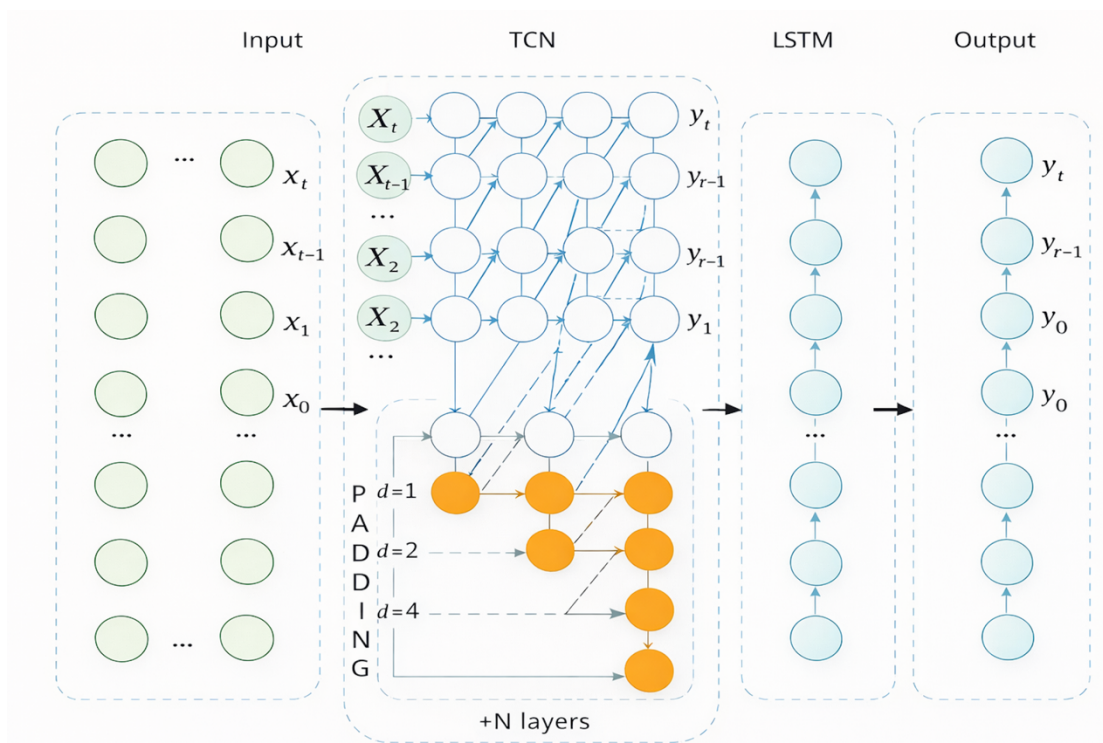 Input
TCN
LSTM
Output
... x_t
x_{t-1}
x_1
x_0
... ...
... ...
X_t
X_{t-1}
...
X_2
X_2
...
y_t
y_{r-1}
y_{r-1}
y_1
PADDING
d=1
d=2
d=4
+N layers
...
y_t
y_{r-1}
y_0
y_0
...